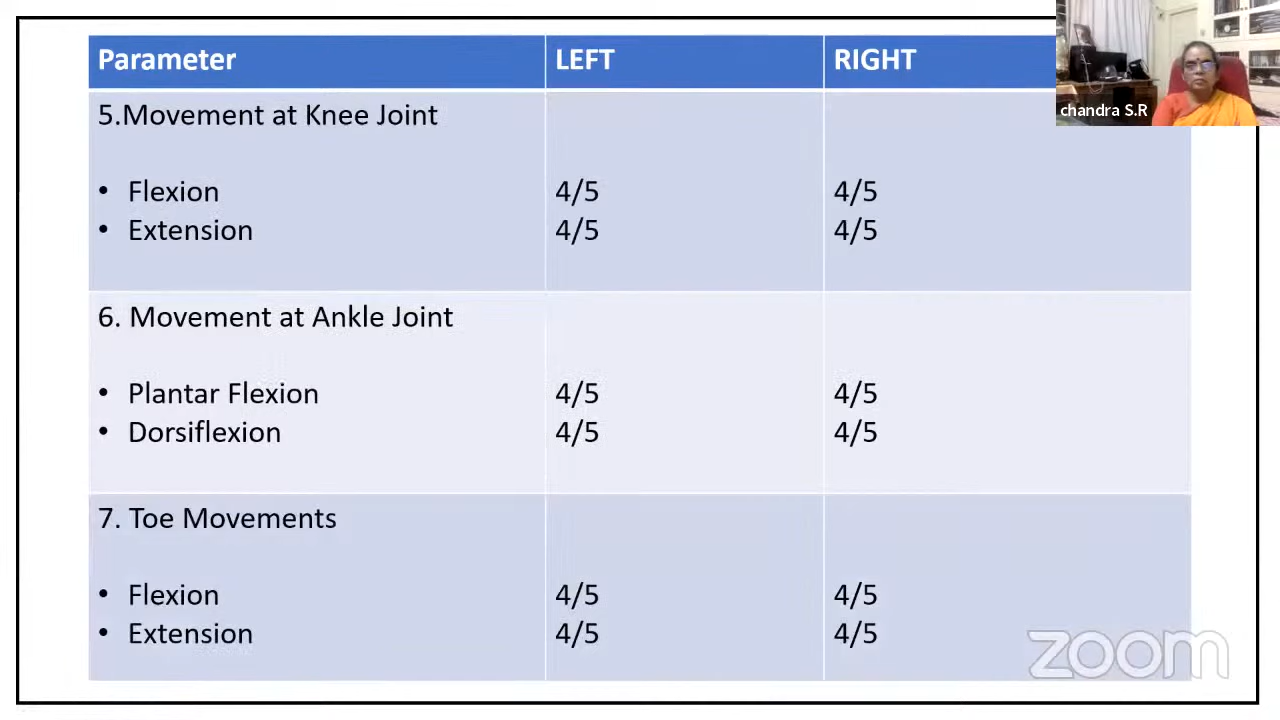 Parameter LEFT RIGHT
chandra S.R
5.Movement at Knee Joint
• Flexion 4/5 4/5
• Extension 4/5 4/5
6. Movement at Ankle Joint
• Plantar Flexion 4/5 4/5
• Dorsiflexion 4/5 4/5
7. Toe Movements
• Flexion 4/5 4/5
• Extension 4/5 4/5
zoom